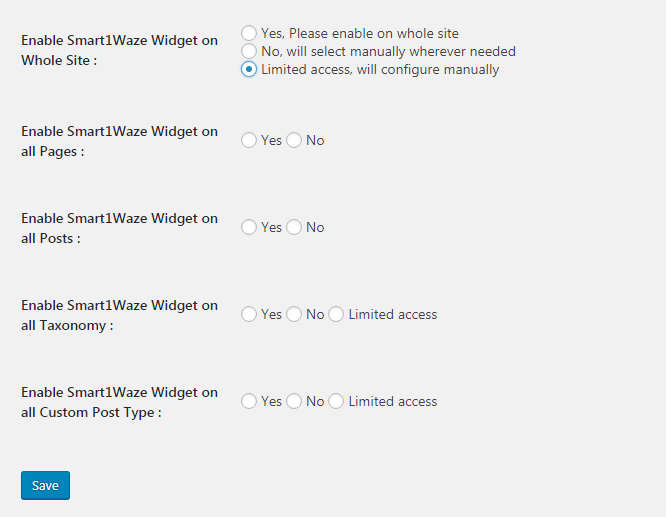 Enable Smart1Waze Widget on
Whole Site :
Yes, Please enable on whole site
No, will select manually wherever needed
Limited access, will configure manually
Enable Smart1Waze Widget on
all Pages :
Yes No
Enable Smart1Waze Widget on
all Posts :
Yes No
Enable Smart1Waze Widget on
all Taxonomy :
Yes No Limited access
Enable Smart1Waze Widget on
all Custom Post Type :
Yes No Limited access
Save